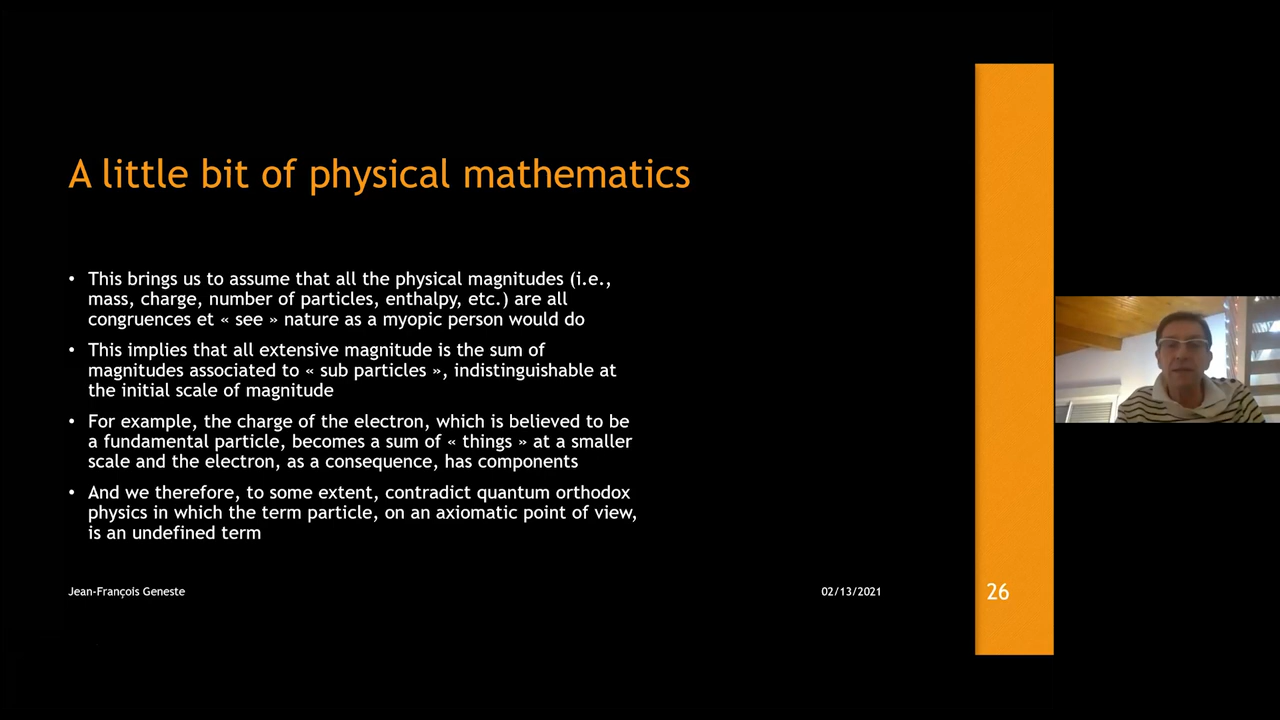 A little bit of physical mathematics
• This brings us to assume that all the physical magnitudes (i.e.,
mass, charge, number of particles, enthalpy, etc.) are all
congruences et « see » nature as a myopic person would do
• This implies that all extensive magnitude is the sum of
magnitudes associated to « sub particles », indistinguishable at
the initial scale of magnitude
• For example, the charge of the electron, which is believed to be
a fundamental particle, becomes a sum of « things » at a smaller
scale and the electron, as a consequence, has components
• And we therefore, to some extent, contradict quantum orthodox
physics in which the term particle, on an axiomatic point of view,
is an undefined term
Jean-François Geneste
02/13/2021
26